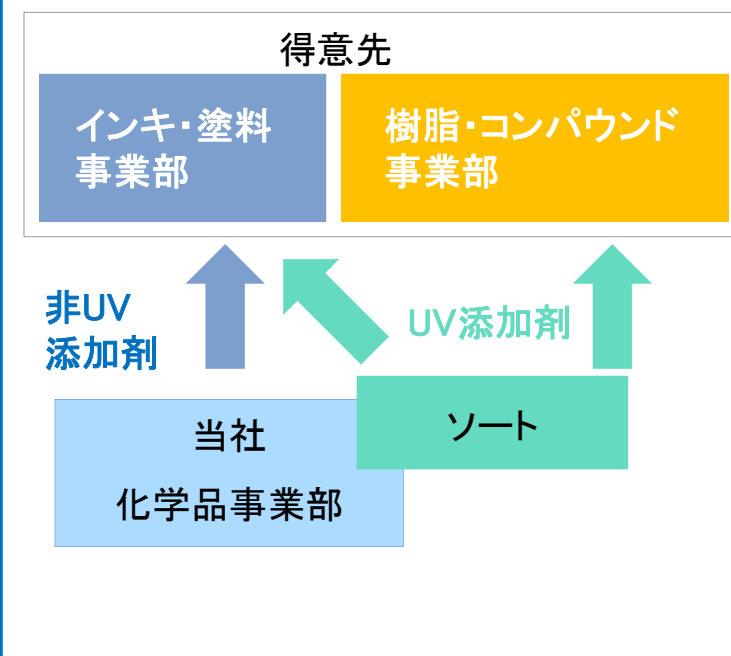 得意先
インキ・塗料
事業部
樹脂・コンパウンド
事業部
非UV
添加剤
UV添加剤
当社
化学品事業部
ソート